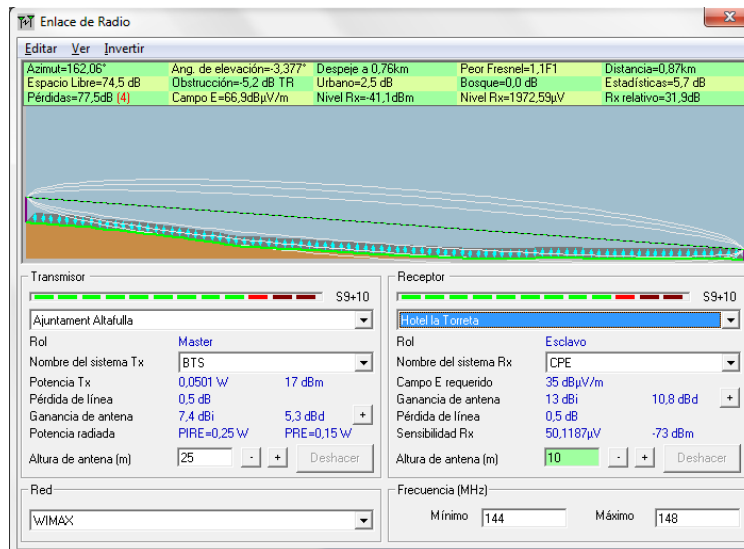 Enlace de Radio
Editar Ver Invertir
Azimut=162,06° Ang. de elevación=-3,377° Despeje a 0,76km Peor Fresnel=1,1F1 Distancia=0,87km
Espacio Libre=74,5 dB Obstrucción=-5,2 dB TR Urbano=2,5 dB Bosque=0,0 dB Estadísticas=5,7 dB
Pérdidas=77,5dB (4) Campo E=66,9dBµV/m Nivel Rx=-41,1dBm Nivel Rx=1972,59µV Rx relativo=31,9dB
Transmisor Receptor
S9+10 S9+10
Ajuntament Altafulla Hotel la Torreta
Rol Master Rol Esclavo
Nombre del sistema Tx BTS Nombre del sistema Rx CPE
Potencia Tx 0,0501 W 17 dBm Campo E requerido 35 dBµV/m
Pérdida de línea 0,5 dB Ganancia de antena 13 dBi 10,8 dBd +
Ganancia de antena 7,4 dBi 5,3 dBd + Pérdida de línea 0,5 dB
Potencia radiada PIRE=0,25 W PRE=0,15 W Sensibilidad Rx 50,1187µV -73 dBm
Altura de antena (m) 25 - + Deshacer Altura de antena (m) 10 - + Deshacer
Red Frecuencia (MHz)
WIMAX Mínimo 144 Máximo 148